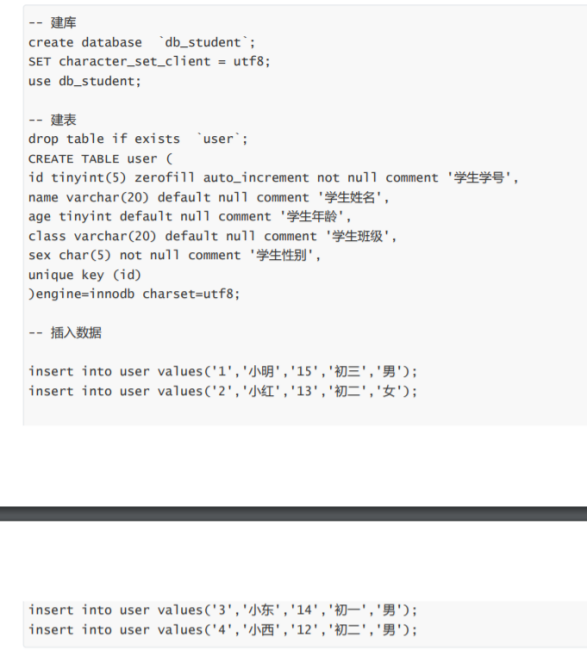 -- 建库
create database  `db_student`;
SET character_set_client = utf8;
use db_student;
-- 建表
drop table if exists  `user`;
CREATE TABLE user (
id tinyint(5) zerofill auto_increment not null comment '学生学号',
name varchar(20) default null comment '学生姓名',
age tinyint default null comment '学生年龄',
class varchar(20) default null comment '学生班级',
sex char(5) not null comment '学生性别',
unique key (id)
)engine=innodb charset=utf8;
-- 插入数据
insert into user values('1','小明','15','初三','男');
insert into user values('2','小红','13','初二','女');
insert into user values('3','小东','14','初一','男');
insert into user values('4','小西','12','初二','男');